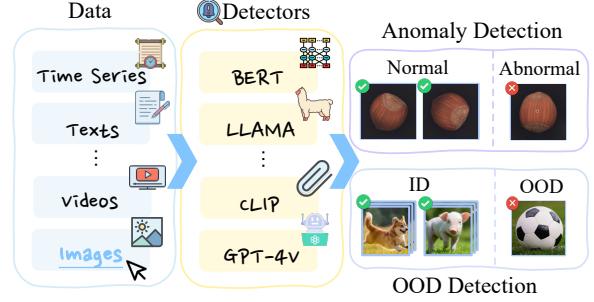 Data
Detectors
Anomaly Detection
Time Series
Texts
⋮
Videos
Images
BERT
LLAMA
⋮
CLIP
GPT-4V
Normal
Abnormal
ID
OOD
OOD Detection